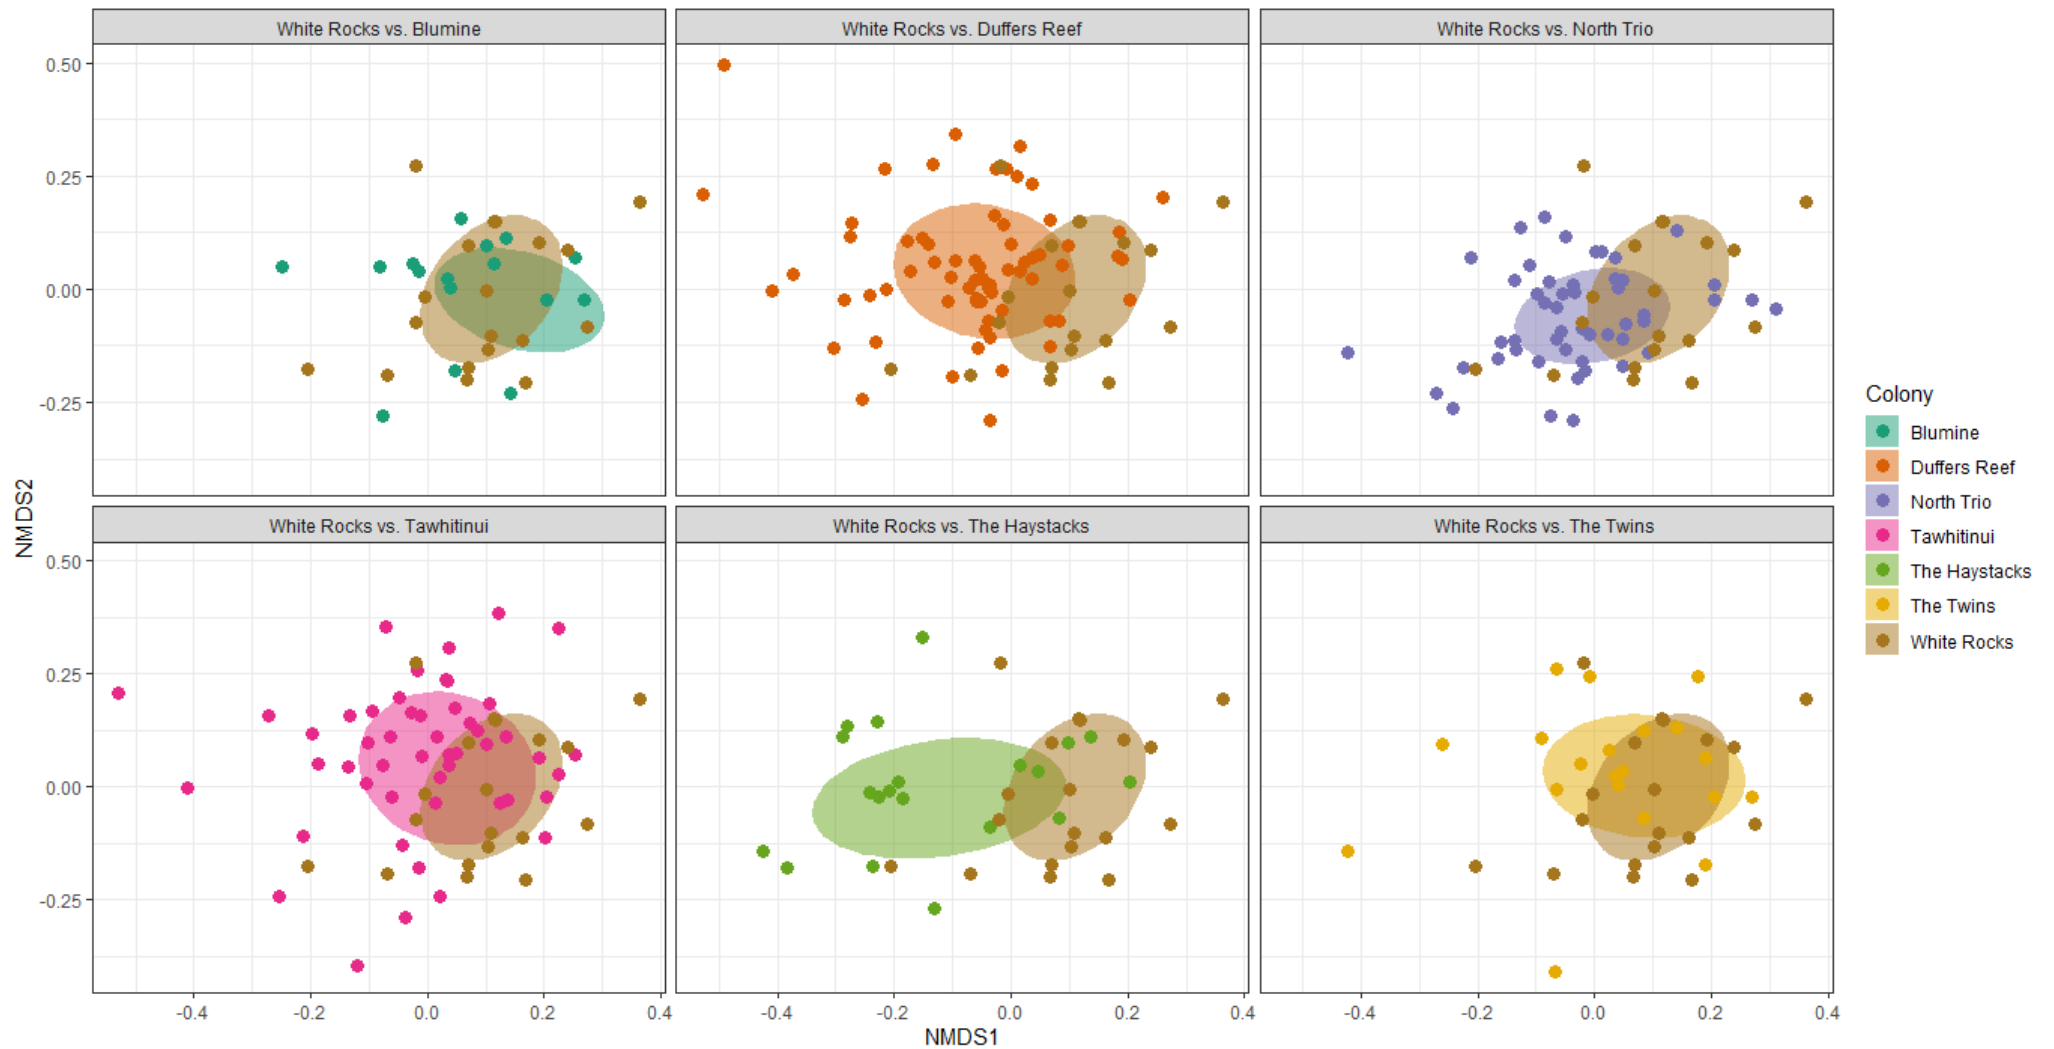 White Rocks vs. Blumine
White Rocks vs. Duffers Reef
White Rocks vs. North Trio
0.50
0.25
0.00
-0.25
White Rocks vs. Tawhitinui
White Rocks vs. The Haystacks
White Rocks vs. The Twins
0.50
0.25
0.00
-0.25
NMDS2
-0.4 -0.2 0.0 0.2 0.4
-0.4 -0.2 0.0 0.2 0.4
-0.4 -0.2 0.0 0.2 0.4
NMDS1
Colony
Blumine
Duffers Reef
North Trio
Tawhitinui
The Haystacks
The Twins
White Rocks